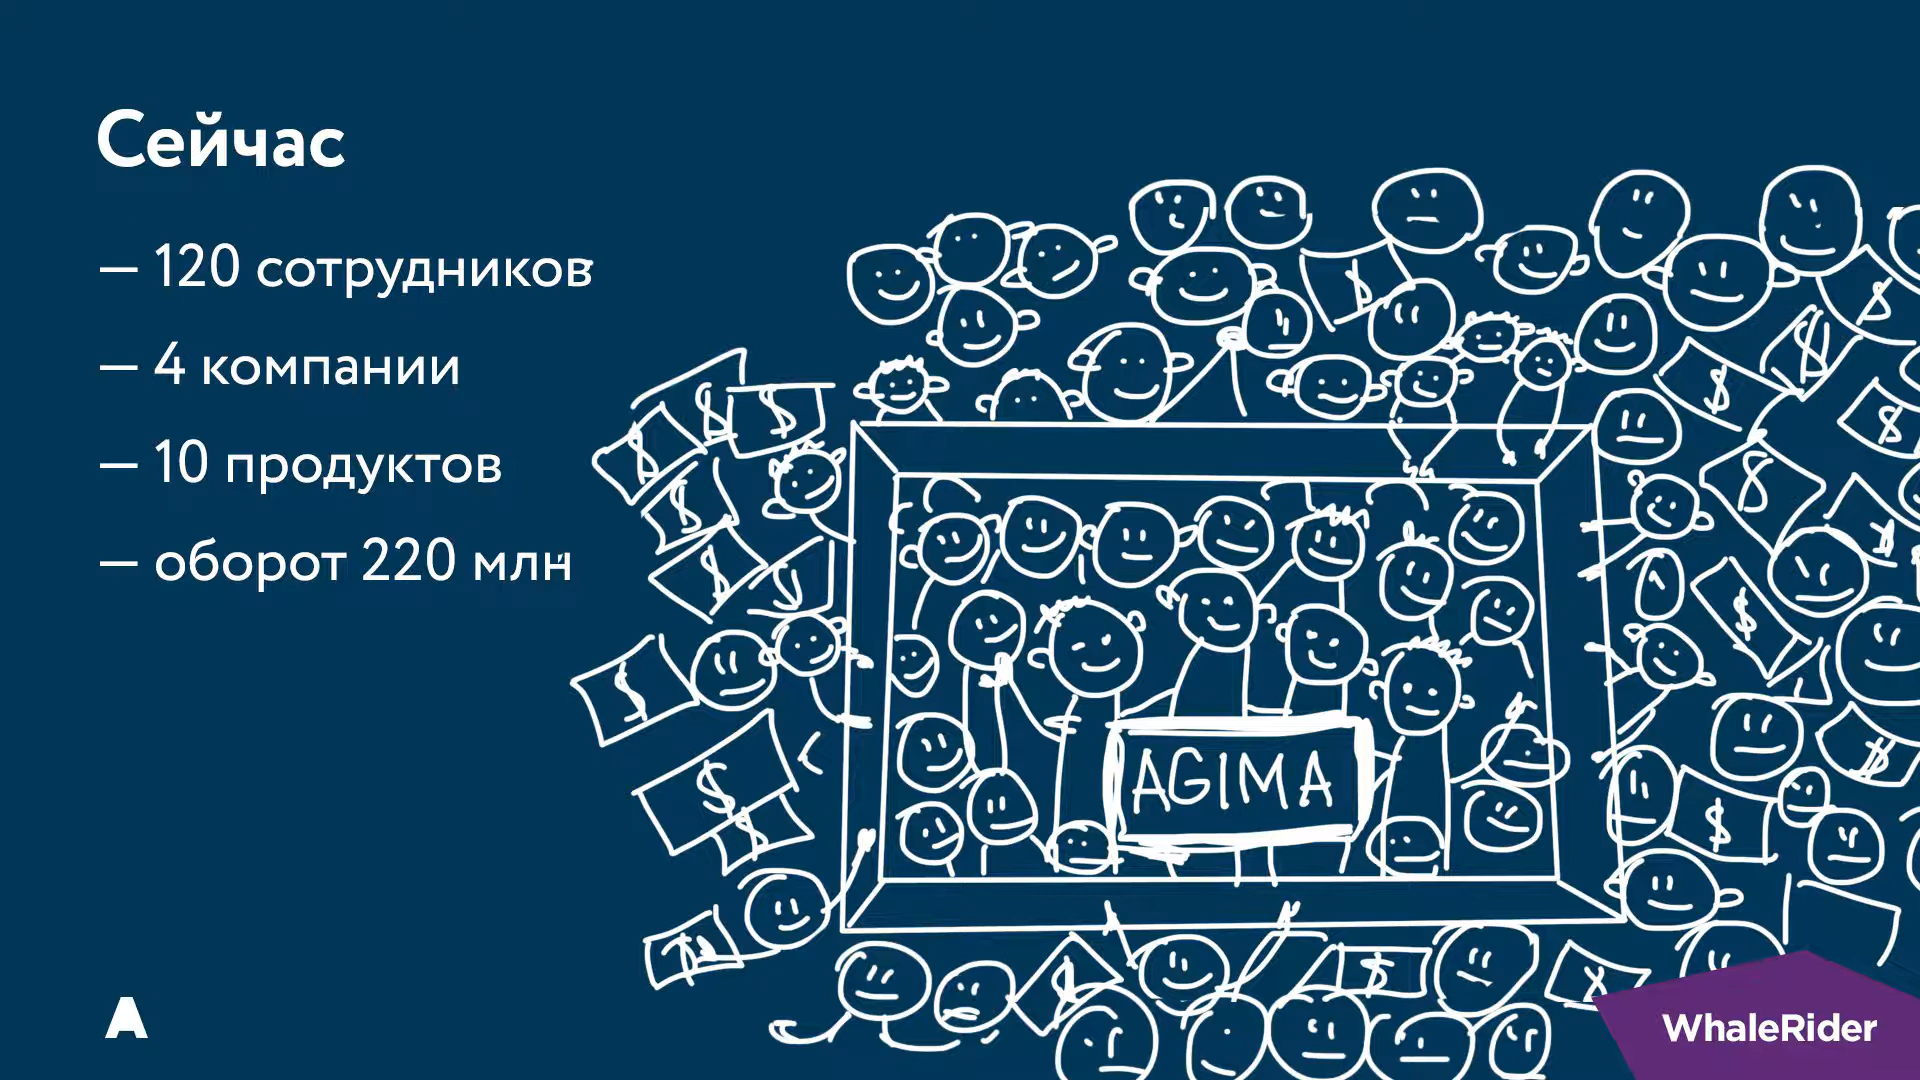 Сейчас
— 120 сотрудников
— 4 компании
— 10 продуктов
— оборот 220 млн
AGIMA
A
WhaleRider